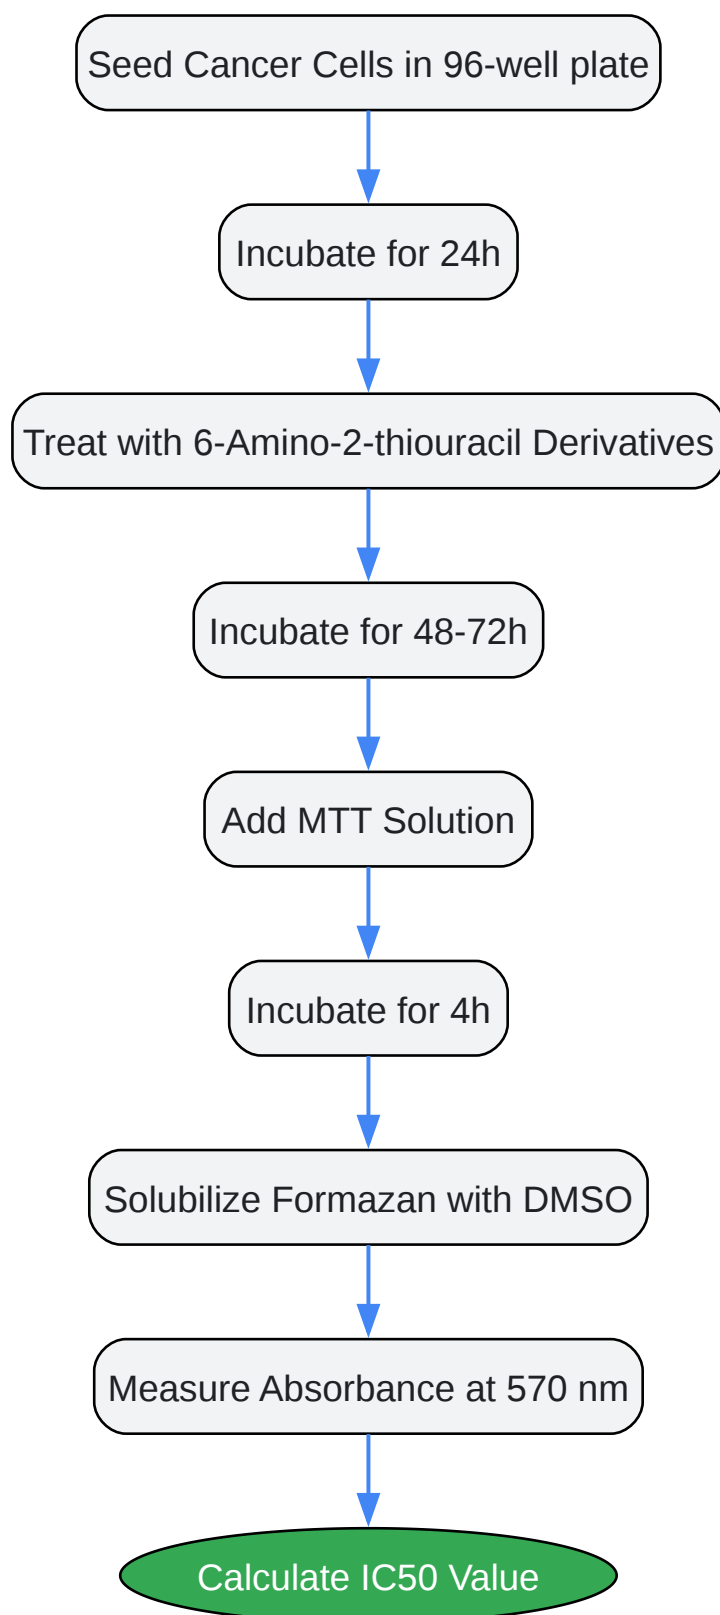 Seed Cancer Cells in 96-well plate
Incubate for 24h
Treat with 6-Amino-2-thiouracil Derivatives
Incubate for 48-72h
Add MTT Solution
Incubate for 4h
Solubilize Formazan with DMSO
Measure Absorbance at 570 nm
Calculate IC50 Value